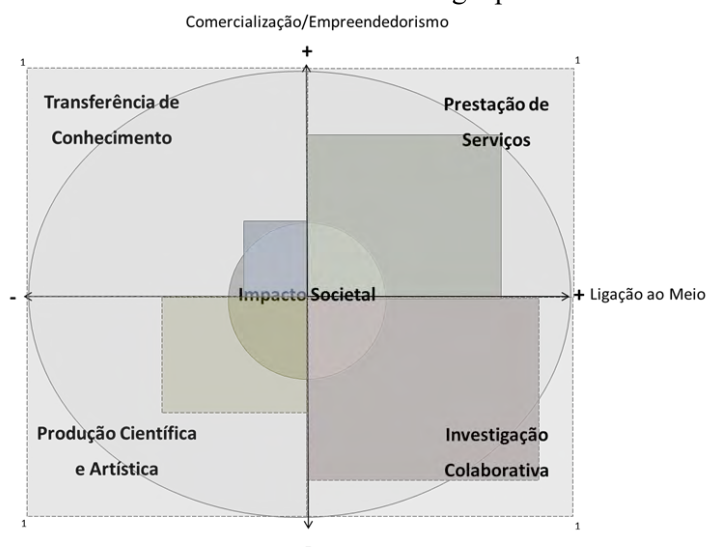 Comercialização/Empreendedorismo
+
1
1
Transferência de
Conhecimento
Prestação de
Serviços
-
Impacto Societal
+ Ligação ao Meio
Produção Científica
e Artística
Investigação
Colaborativa
1
1